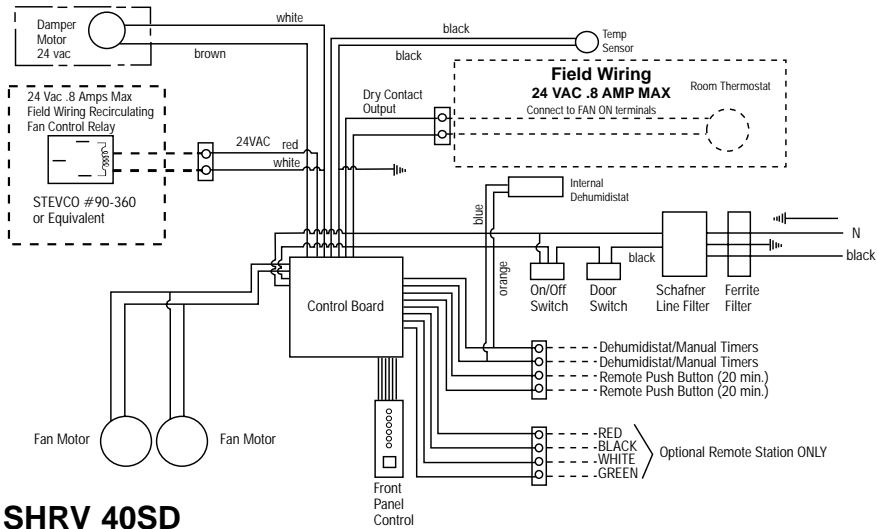 Damper
Motor
24 vac
white
brown
black
black
Temp
Sensor
Field Wiring
24 VAC .8 AMP MAX
Connect to FAN ON terminals
Room Thermostat
Dry Contact
Output
24 Vac .8 Amps Max
Field Wiring Recirculating
Fan Control Relay
STEVCO #90-360
or Equivalent
24VAC
red
white
Internal
Dehumidistat
blue
orange
N
black
black
On/Off
Switch
Door
Switch
Schafner
Line Filter
Ferrite
Filter
Control Board
Dehumidistat/Manual Timers
Dehumidistat/Manual Timers
Remote Push Button (20 min.)
Remote Push Button (20 min.)
Fan Motor
Fan Motor
RED
BLACK
WHITE
GREEN
Optional Remote Station ONLY
Front
Panel
Control
SHRV 40SD